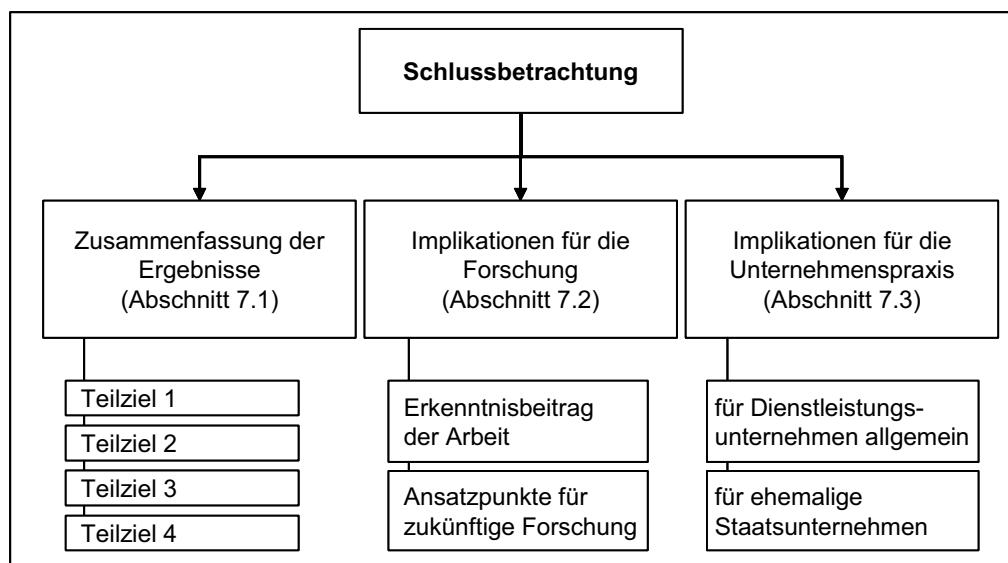 Schlussbetrachtung
Zusammenfassung der
Ergebnisse
(Abschnitt 7.1)
Teilziel 1
Teilziel 2
Teilziel 3
Teilziel 4
Implikationen für die
Forschung
(Abschnitt 7.2)
Erkenntnisbeitrag
der Arbeit
Ansatzpunkte für
zukünftige Forschung
Implikationen für die
Unternehmenspraxis
(Abschnitt 7.3)
für Dienstleistungs-
unternehmen allgemein
für ehemalige
Staatsunternehmen